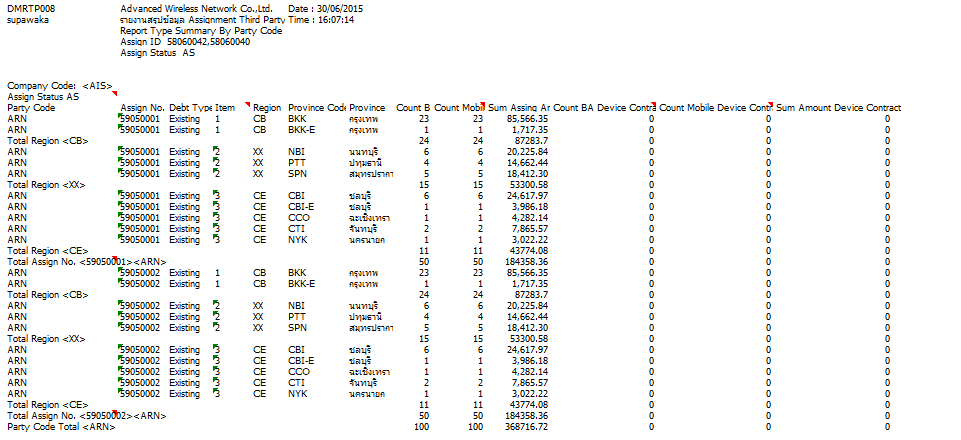 DMRTP008 Advanced Wireless Network Co.,Ltd. Date : 30/06/2015
supawaka รายงานสรุปข้อมูล Assignment Third Party Time : 16:07:14
Report Type Summary By Party Code
Assign ID 58060042,58060040
Assign Status AS
Company Code: <AIS>
Assign Status AS
Party Code Assign No. Debt Type Item Region Province Code Province Count B Count Mobil Sum Assing Ar Count BA Device Contra Count Mobile Device Contr Sum Amount Device Contract
ARN 59050001 Existing 1 CB BKK กรุงเทพ 23 23 85,566.35 0 0 0
ARN 59050001 Existing 1 CB BKK-E กรุงเทพ 1 1 1,717.35 0 0 0
Total Region <CB> 24 24 87283.7 0 0 0
ARN 59050001 Existing 2 XX NBI นนทบุรี 6 6 20,225.84 0 0 0
ARN 59050001 Existing 2 XX PTT ปทุมธานี 4 4 14,662.44 0 0 0
ARN 59050001 Existing 2 XX SPN สมุทรปรากา 5 5 18,412.30 0 0 0
Total Region <XX> 15 15 53300.58 0 0 0
ARN 59050001 Existing 3 CE CBI ชลบุรี 6 6 24,617.97 0 0 0
ARN 59050001 Existing 3 CE CBI-E ชลบุรี 1 1 3,986.18 0 0 0
ARN 59050001 Existing 3 CE CCO ฉะเชิงเทรา 1 1 4,282.14 0 0 0
ARN 59050001 Existing 3 CE CTI จันทบุรี 2 2 7,865.57 0 0 0
ARN 59050001 Existing 3 CE NYK นครนายก 1 1 3,022.22 0 0 0
Total Region <CE> 11 11 43774.08 0 0 0
Total Assign No. <59050001><ARN> 50 50 184358.36 0 0 0
ARN 59050002 Existing 1 CB BKK กรุงเทพ 23 23 85,566.35 0 0 0
ARN 59050002 Existing 1 CB BKK-E กรุงเทพ 1 1 1,717.35 0 0 0
Total Region <CB> 24 24 87283.7 0 0 0
ARN 59050002 Existing 2 XX NBI นนทบุรี 6 6 20,225.84 0 0 0
ARN 59050002 Existing 2 XX PTT ปทุมธานี 4 4 14,662.44 0 0 0
ARN 59050002 Existing 2 XX SPN สมุทรปรากา 5 5 18,412.30 0 0 0
Total Region <XX> 15 15 53300.58 0 0 0
ARN 59050002 Existing 3 CE CBI ชลบุรี 6 6 24,617.97 0 0 0
ARN 59050002 Existing 3 CE CBI-E ชลบุรี 1 1 3,986.18 0 0 0
ARN 59050002 Existing 3 CE CCO ฉะเชิงเทรา 1 1 4,282.14 0 0 0
ARN 59050002 Existing 3 CE CTI จันทบุรี 2 2 7,865.57 0 0 0
ARN 59050002 Existing 3 CE NYK นครนายก 1 1 3,022.22 0 0 0
Total Region <CE> 11 11 43774.08 0 0 0
Total Assign No. <59050002><ARN> 50 50 184358.36 0 0 0
Party Code Total <ARN> 100 100 368716.72 0 0 0